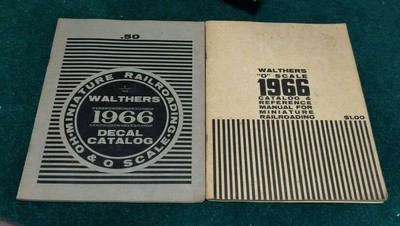 .50
MINIATURE RAILROADING
WALTHERS
1966
DECAL CATALOG
HO & O SCALE
WALTHERS
"O" SCALE
1966
CATALOG &
REFERENCE
MANUAL FOR
MINIATURE
RAILROADING
$1.00